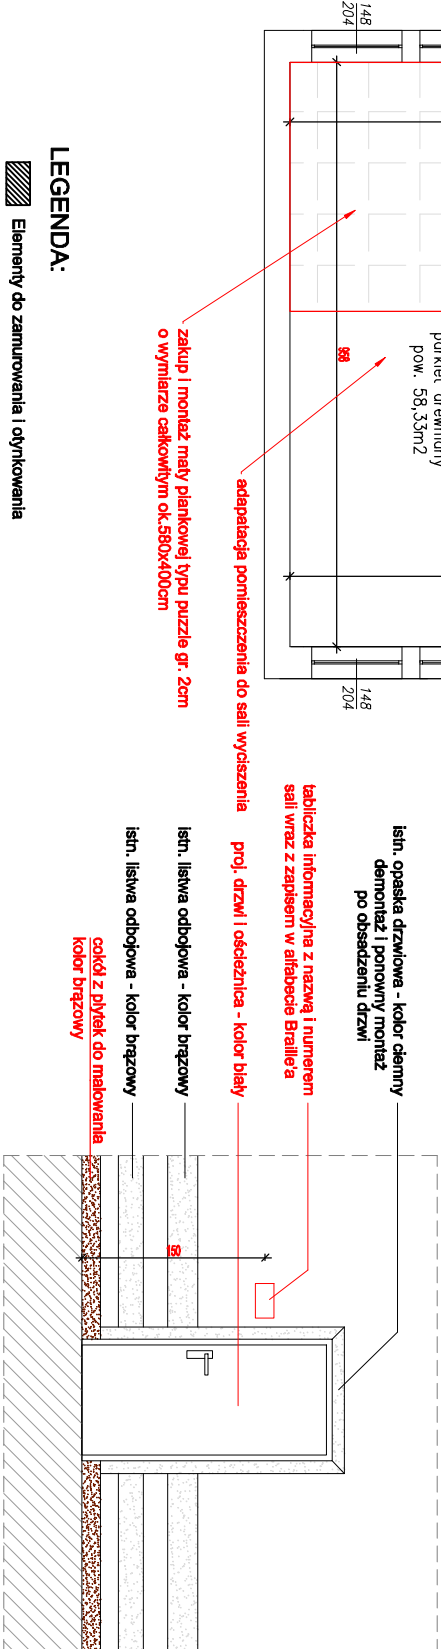 148
204
parkiet drewniany
pow. 58,33m2
958
148
204
zakup i montaż maty piankowej typu puzzle gr. 2cm
o wymiarze całkowitym ok.580x400cm
adapatacja pomieszczenia do sali wyciszenia
LEGENDA:
Elementy do zamurowania i otynkowania
istn. opaska drzwiowa - kolor ciemny
demontaż i ponowny montaż
po obsadzeniu drzwi
tabliczka informacyjna z nazwą i numerem
sali wraz z zapisem w alfabecie Braille'a
proj. drzwi i ościeżnica - kolor biały
istn. listwa odbojowa - kolor brązowy
istn. listwa odbojowa - kolor brązowy
cokół z płytek do malowania
kolor brązowy
150